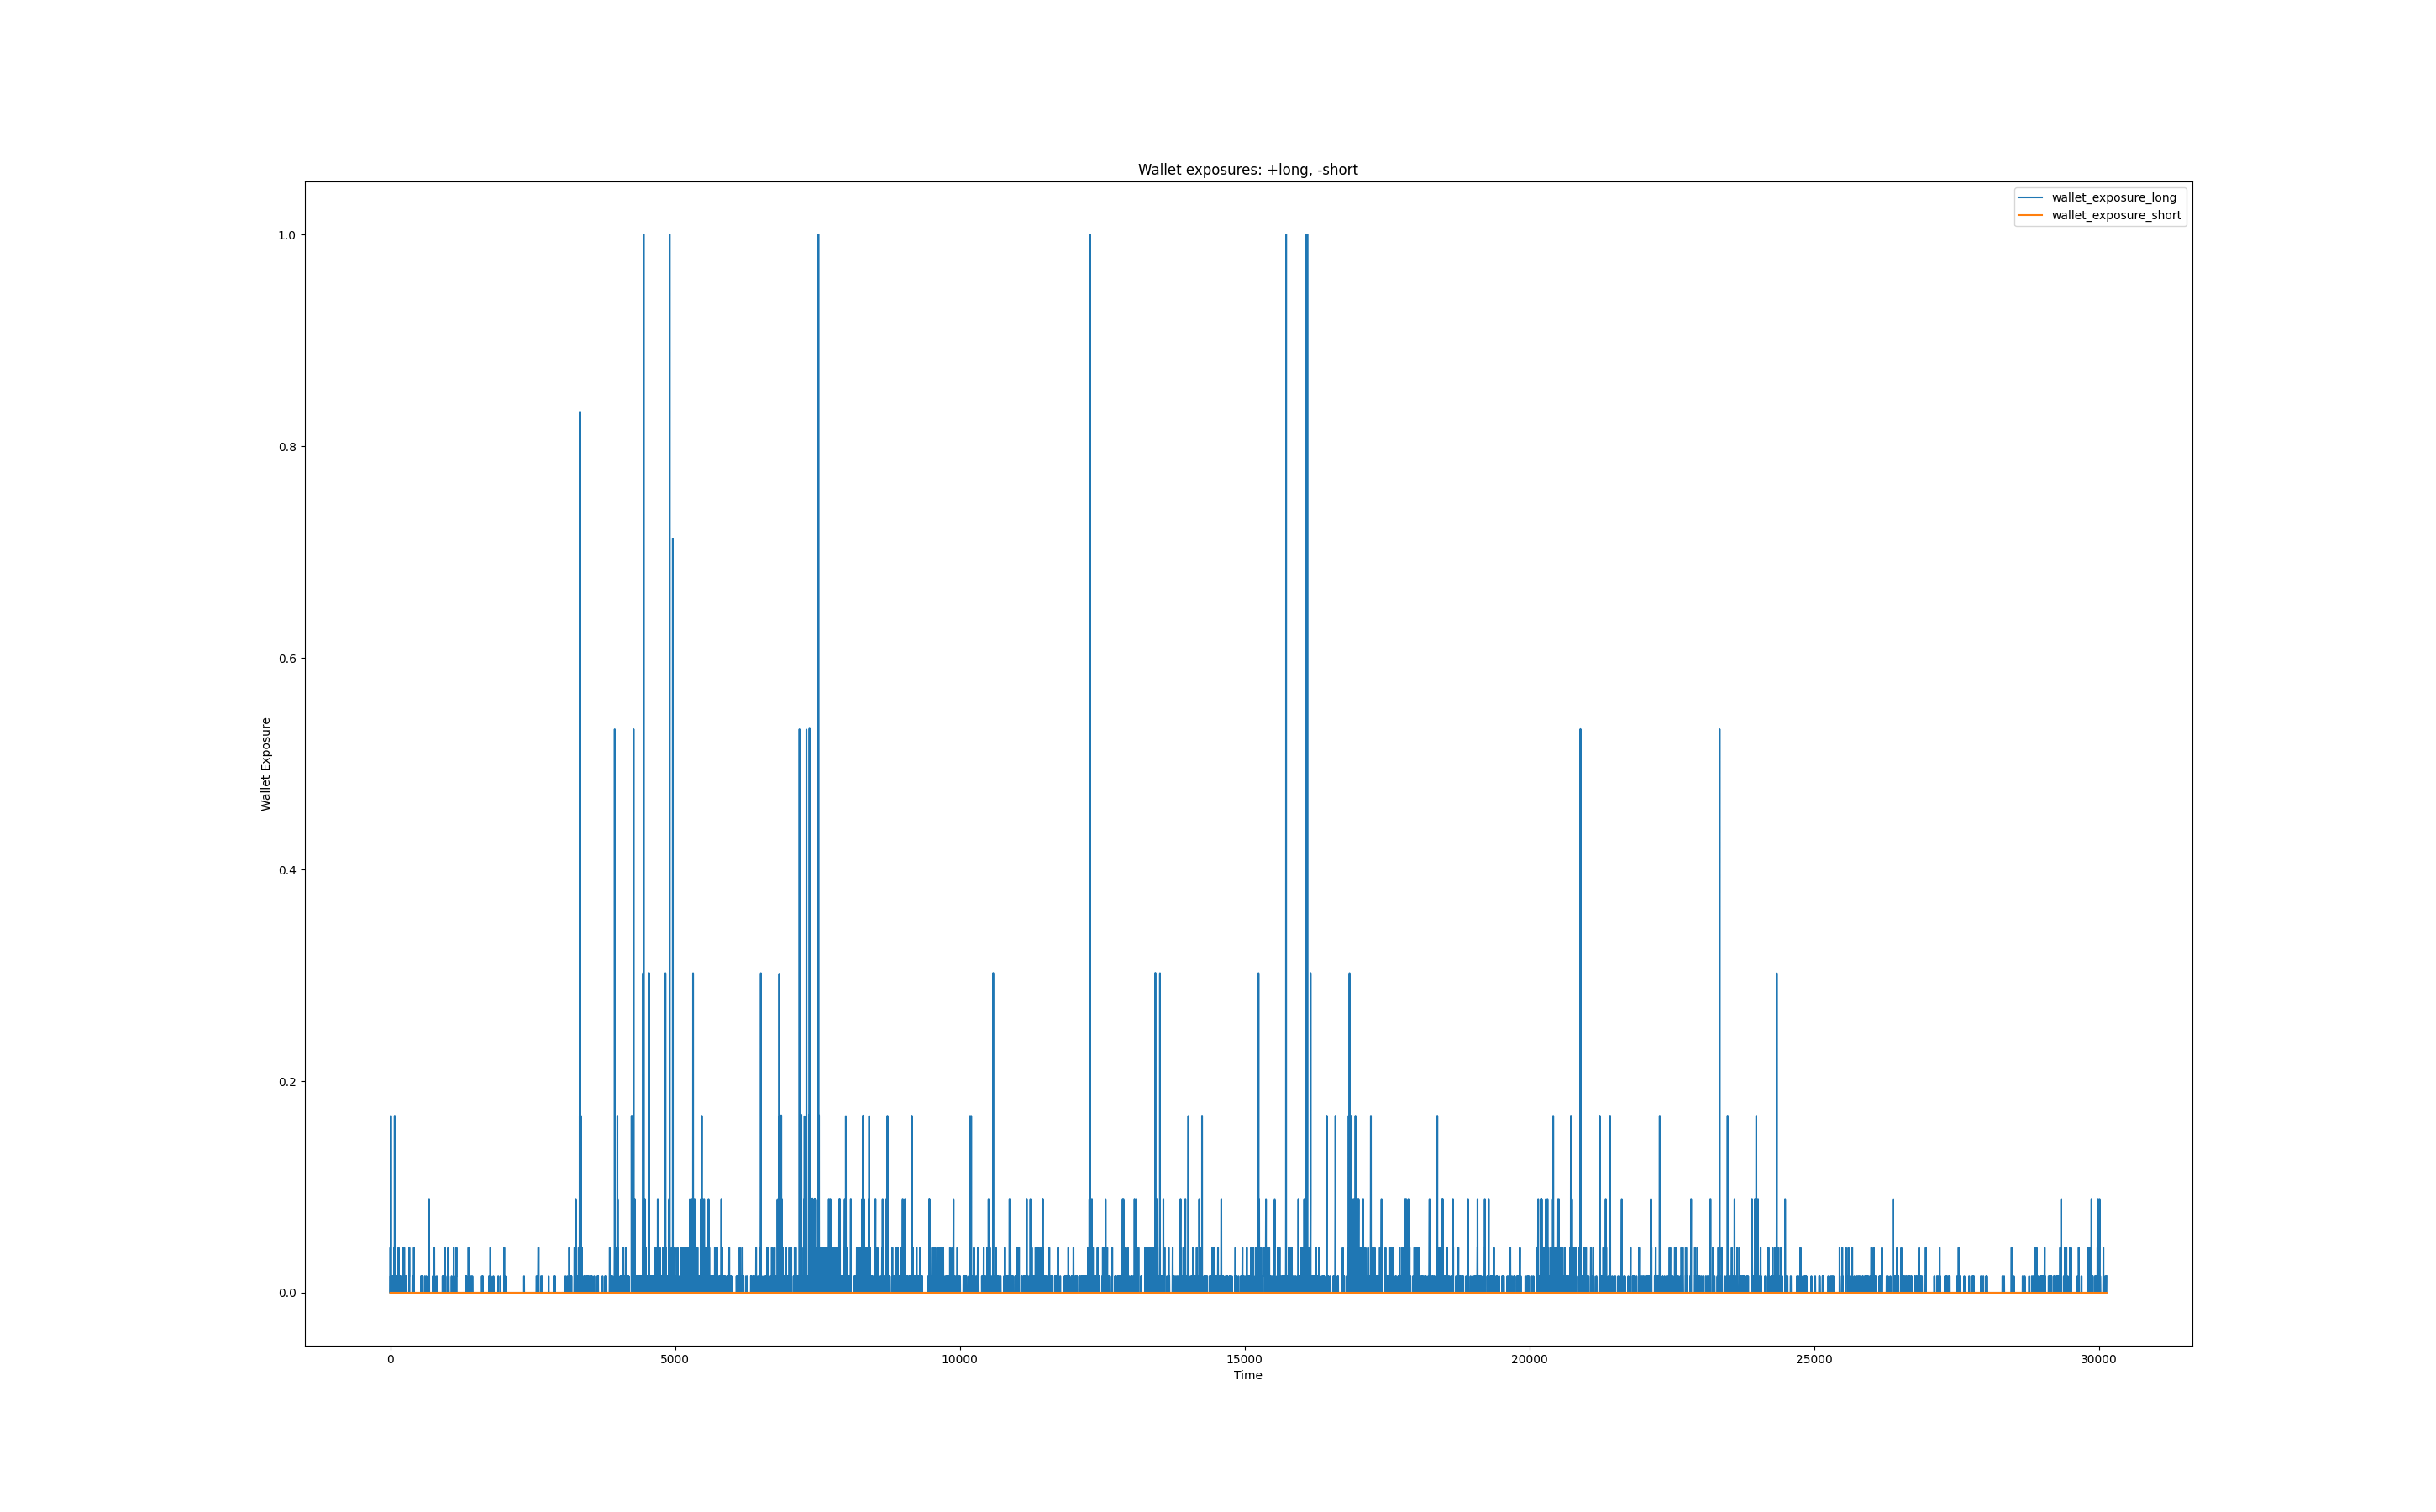 Wallet exposures: +long, -short
wallet_exposure_long
wallet_exposure_short
1.0
0.8
0.6
0.4
0.2
0.0
Wallet Exposure
0 5000 10000 15000 20000 25000 30000
Time